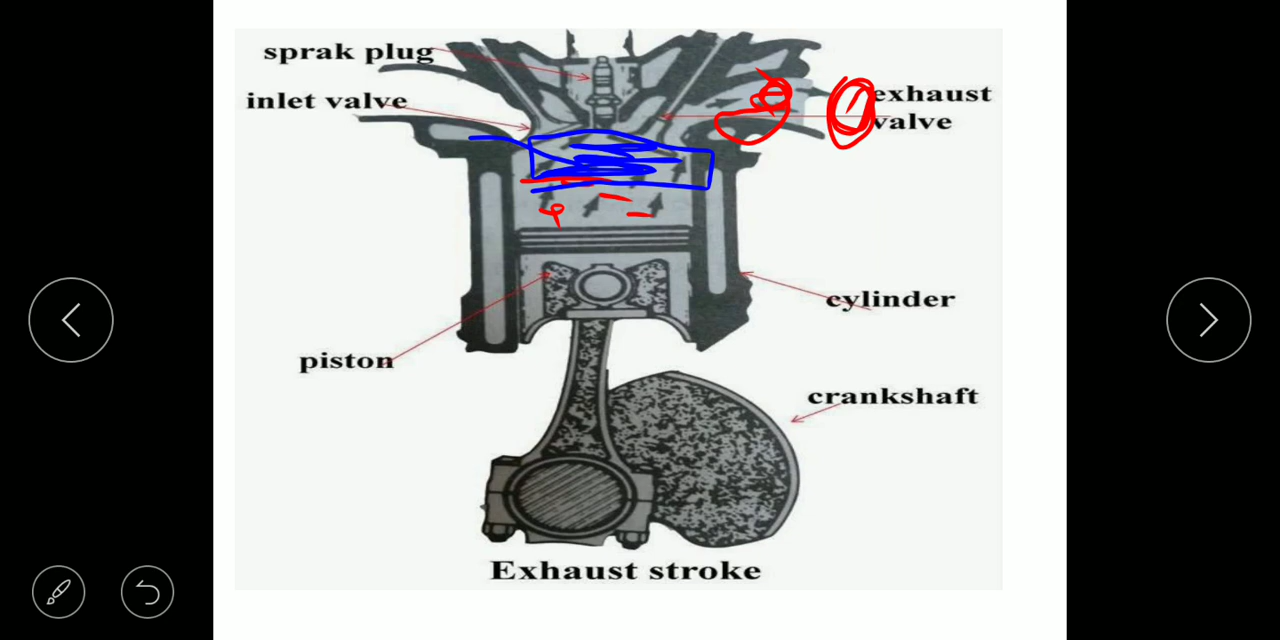 sprak plug
inlet valve
exhaust
valve
cylinder
piston
crankshaft
Exhaust stroke